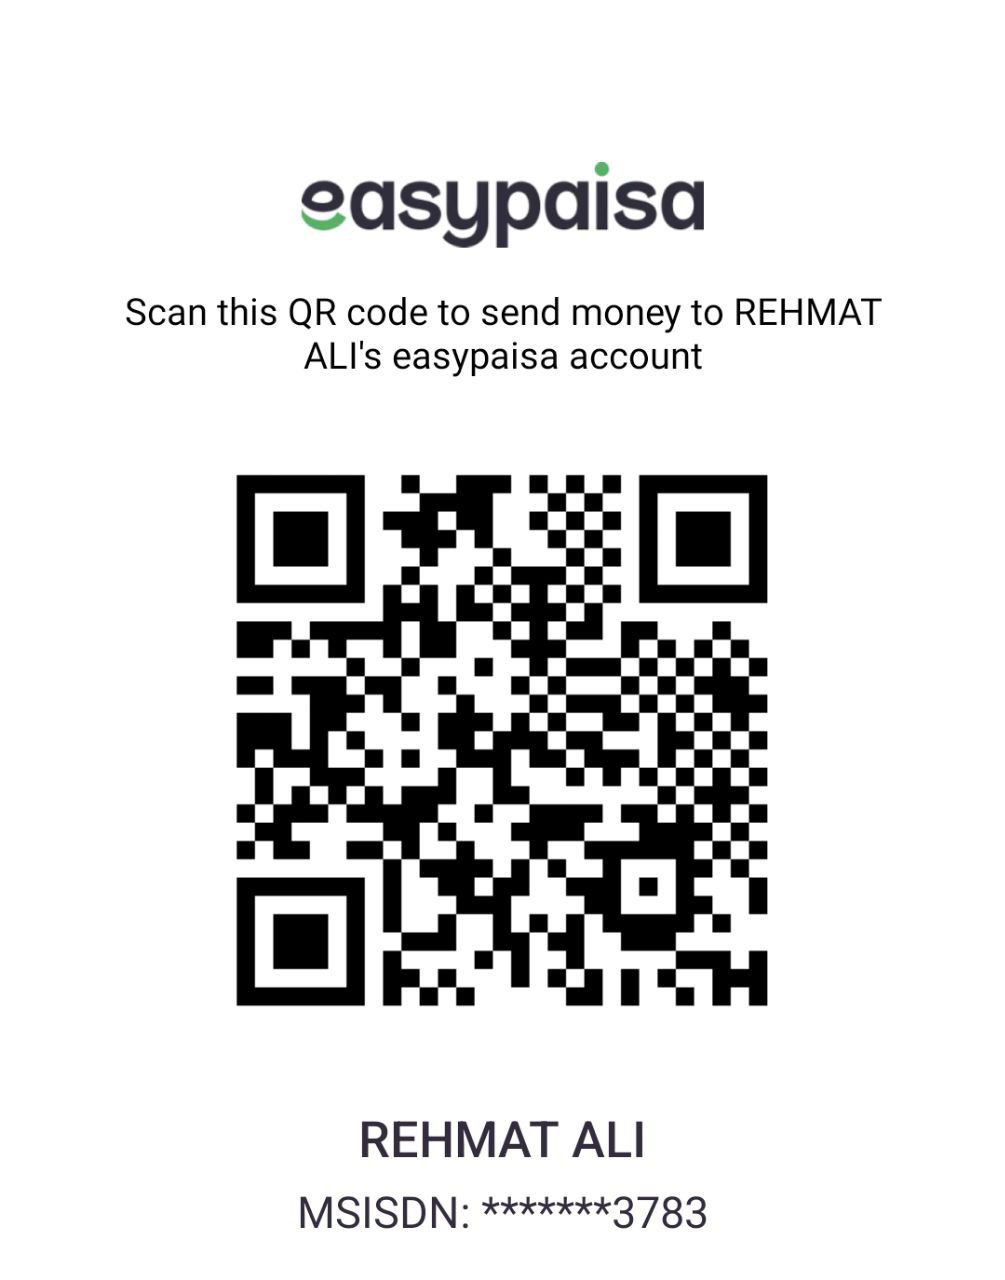 easypaisa
Scan this QR code to send money to REHMAT
ALI's easypaisa account
REHMAT ALI
MSISDN: *******3783